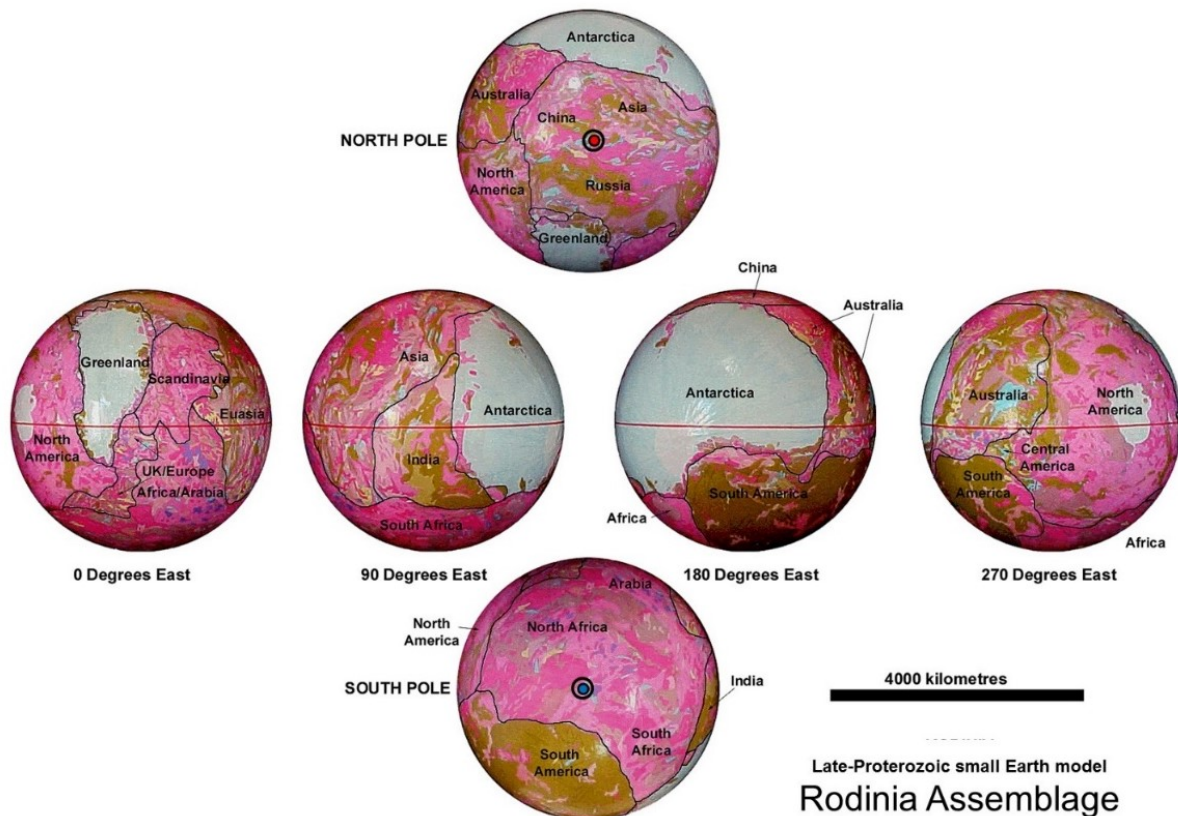 Antarctica
Australia
Asia
China
NORTH POLE
North
America
Russia
Greenland
China
Australia
Greenland
Scandinavia
Euasia
North
America
UK/Europe
Africa/Arabia
Asia
Antarctica
India
South Africa
Antarctica
South America
Africa
Australia
North
America
Central
America
South
America
Africa
0 Degrees East
90 Degrees East
180 Degrees East
270 Degrees East
Arabia
North
America
North Africa
SOUTH POLE
India
South
Africa
South
America
4000 kilometres
Late-Proterozoic small Earth model
Rodinia Assemblage